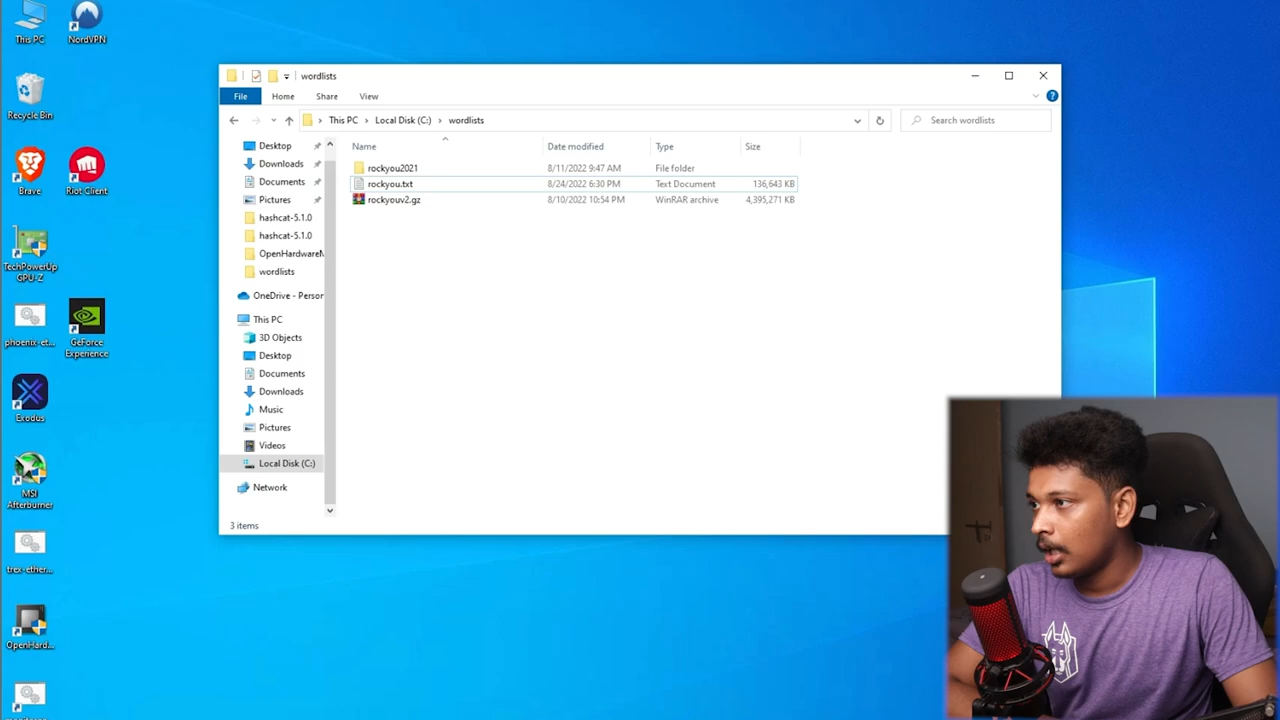 This PC
NordVPN
Recycle Bin
Brave
Riot Client
TechPowerUp
GPU-Z
phoenix-et...
GeForce
Experience
Exodus
MSI
Afterburner
trex-ether...
OpenHard...
wordlists
File
Home
Share
View
This PC > Local Disk (C:) > wordlists
Search wordlists
Name
Date modified
Type
Size
rockyou2021
8/11/2022 9:47 AM
File folder
rockyou.txt
8/24/2022 6:30 PM
Text Document
136,643 KB
rockyouv2.gz
8/10/2022 10:54 PM
WinRAR archive
4,395,271 KB
Desktop
Downloads
Documents
Pictures
hashcat-5.1.0
hashcat-5.1.0
OpenHardwareM
wordlists
OneDrive - Person
This PC
3D Objects
Desktop
Documents
Downloads
Music
Pictures
Videos
Local Disk (C:)
Network
3 items